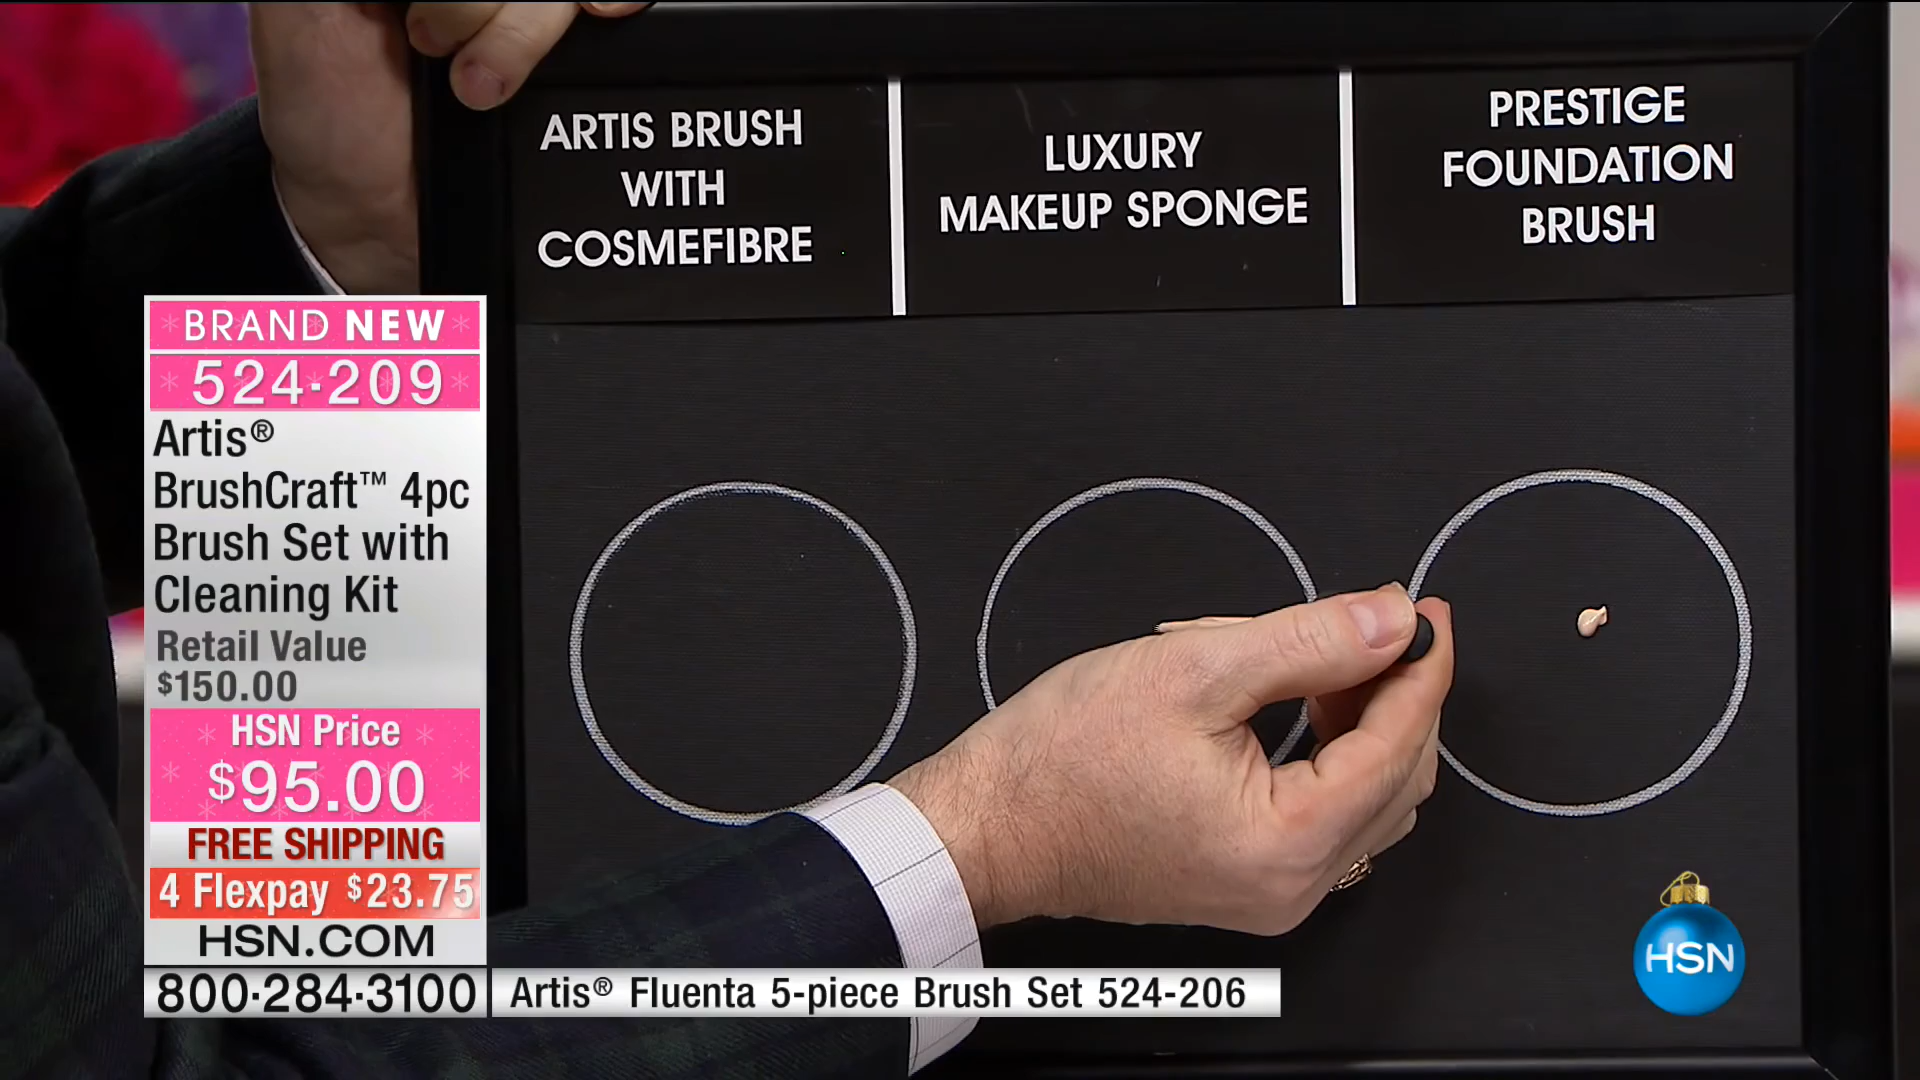 ARTIS BRUSH
WITH
COSMEFIBRE
LUXURY
MAKEUP SPONGE
PRESTIGE
FOUNDATION
BRUSH
BRAND NEW
524·209
Artis®
BrushCraft™ 4pc
Brush Set with
Cleaning Kit
Retail Value
$150.00
HSN Price
$95.00
FREE SHIPPING
4 Flexpay $23.75
HSN.COM
800·284·3100
Artis® Fluenta 5-piece Brush Set 524-206
HSN